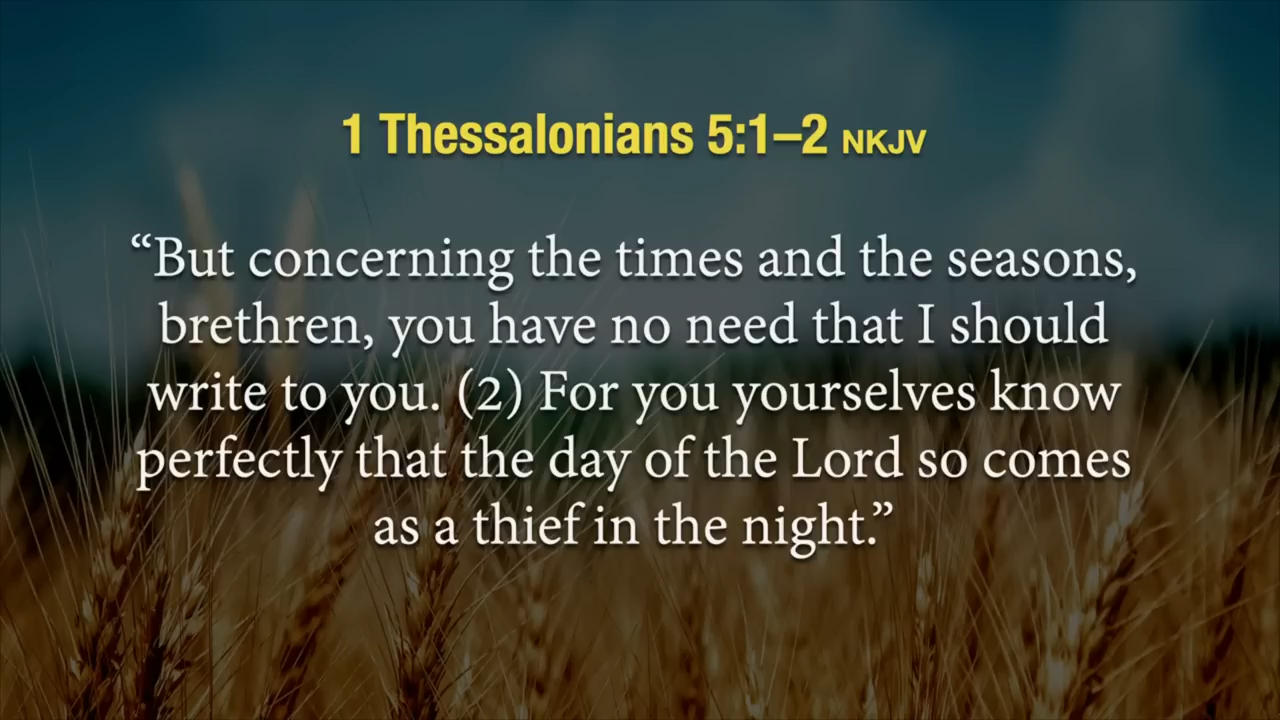 1 Thessalonians 5:1–2 NKJV
“But concerning the times and the seasons,
brethren, you have no need that I should
write to you. (2) For you yourselves know
perfectly that the day of the Lord so comes
as a thief in the night.”